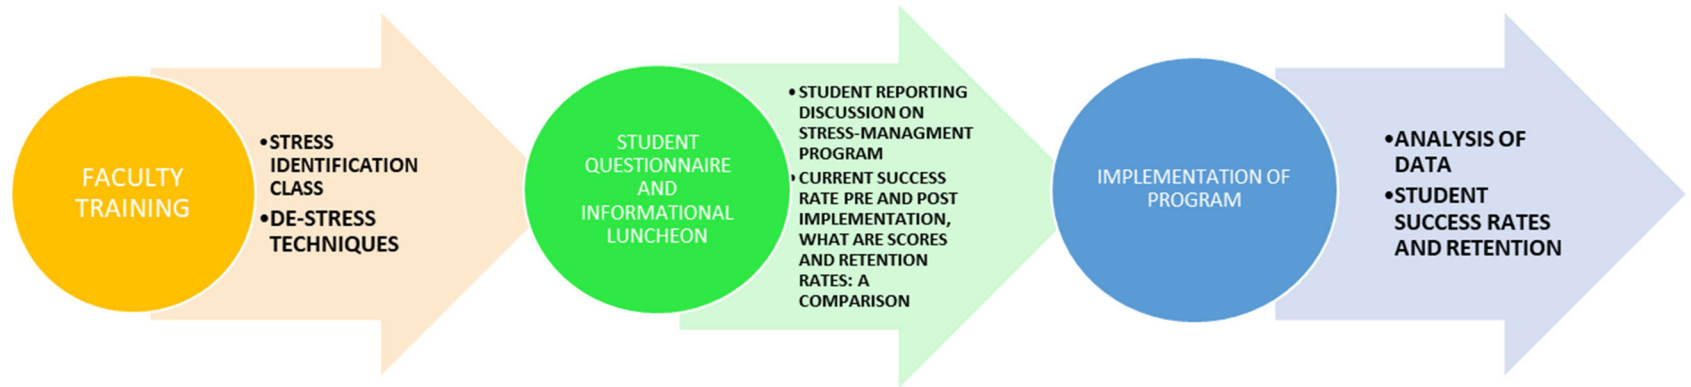 FACULTY
TRAINING
•STRESS
IDENTIFICATION
CLASS
•DE-STRESS
TECHNIQUES
STUDENT
QUESTIONNAIRE
AND
INFORMATIONAL
LUNCHEON
•STUDENT REPORTING
DISCUSSION ON
STRESS-MANAGMENT
PROGRAM
•CURRENT SUCCESS
RATE PRE AND POST
IMPLEMENTATION,
WHAT ARE SCORES
AND RETENTION
RATES: A
COMPARISON
IMPLEMENTATION OF
PROGRAM
•ANALYSIS OF
DATA
•STUDENT
SUCCESS RATES
AND RETENTION